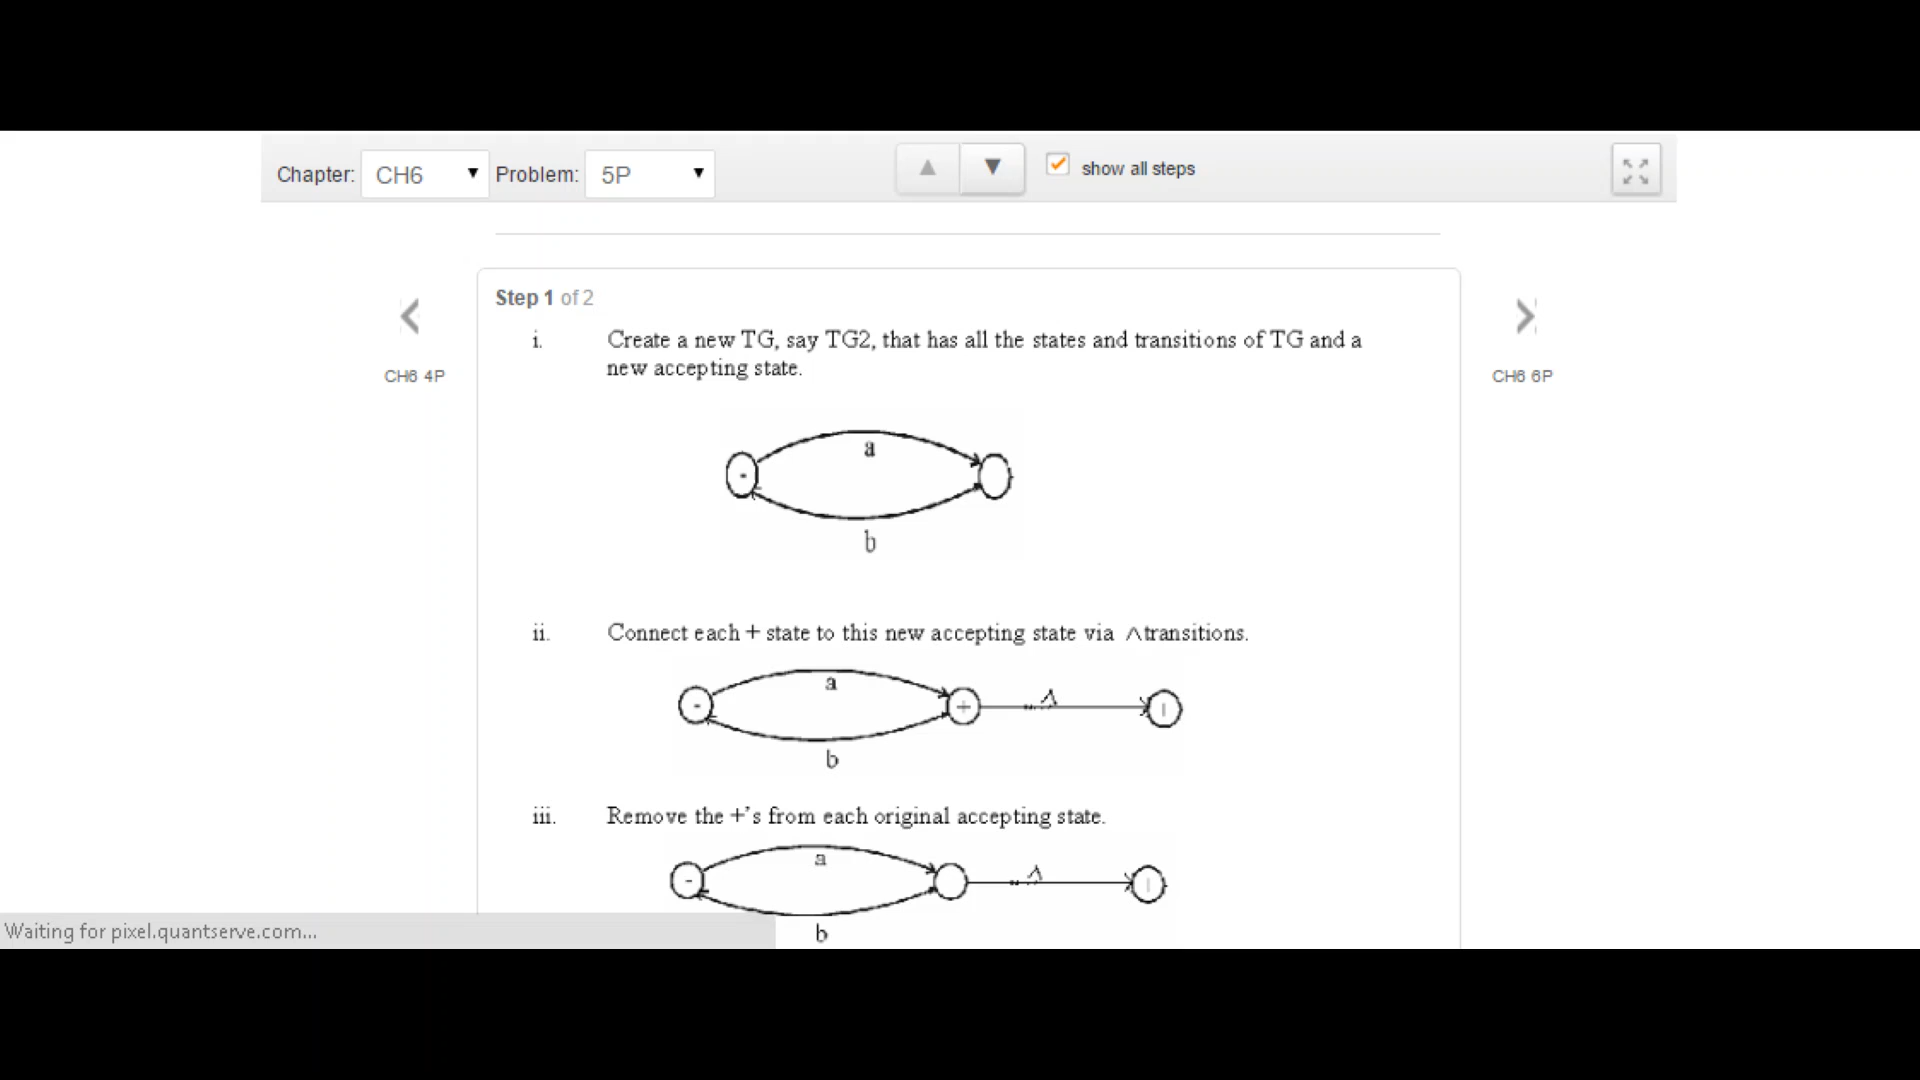 Chapter: CH6 Problem: 5P show all steps
Step 1 of 2
i. Create a new TG, say TG2, that has all the states and transitions of TG and a
new accepting state.
CH6 4P
CH6 6P
a
-
b
ii. Connect each + state to this new accepting state via ∧transitions.
a
- + Λ
b
iii. Remove the +'s from each original accepting state.
a
- Λ
b
Waiting for pixel.quantserve.com...